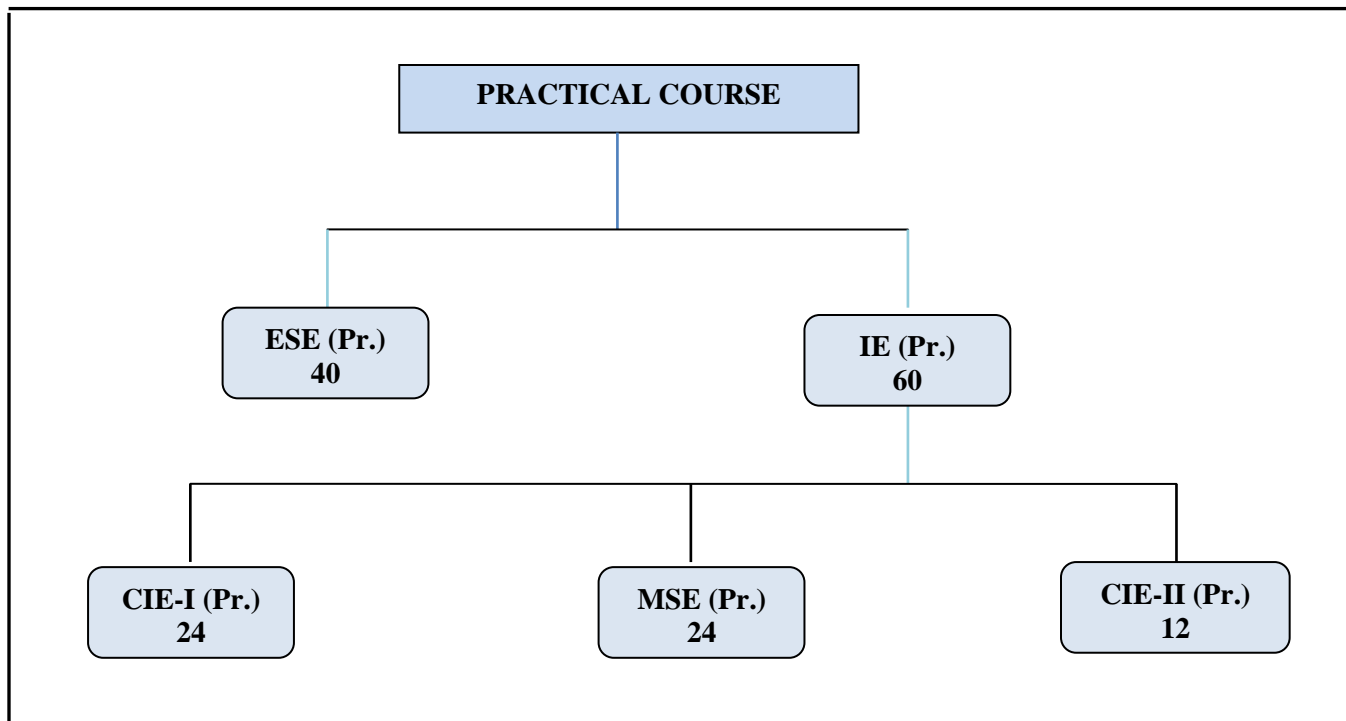 PRACTICAL COURSE
ESE (Pr.)
40
IE (Pr.)
60
CIE-I (Pr.)
24
MSE (Pr.)
24
CIE-II (Pr.)
12